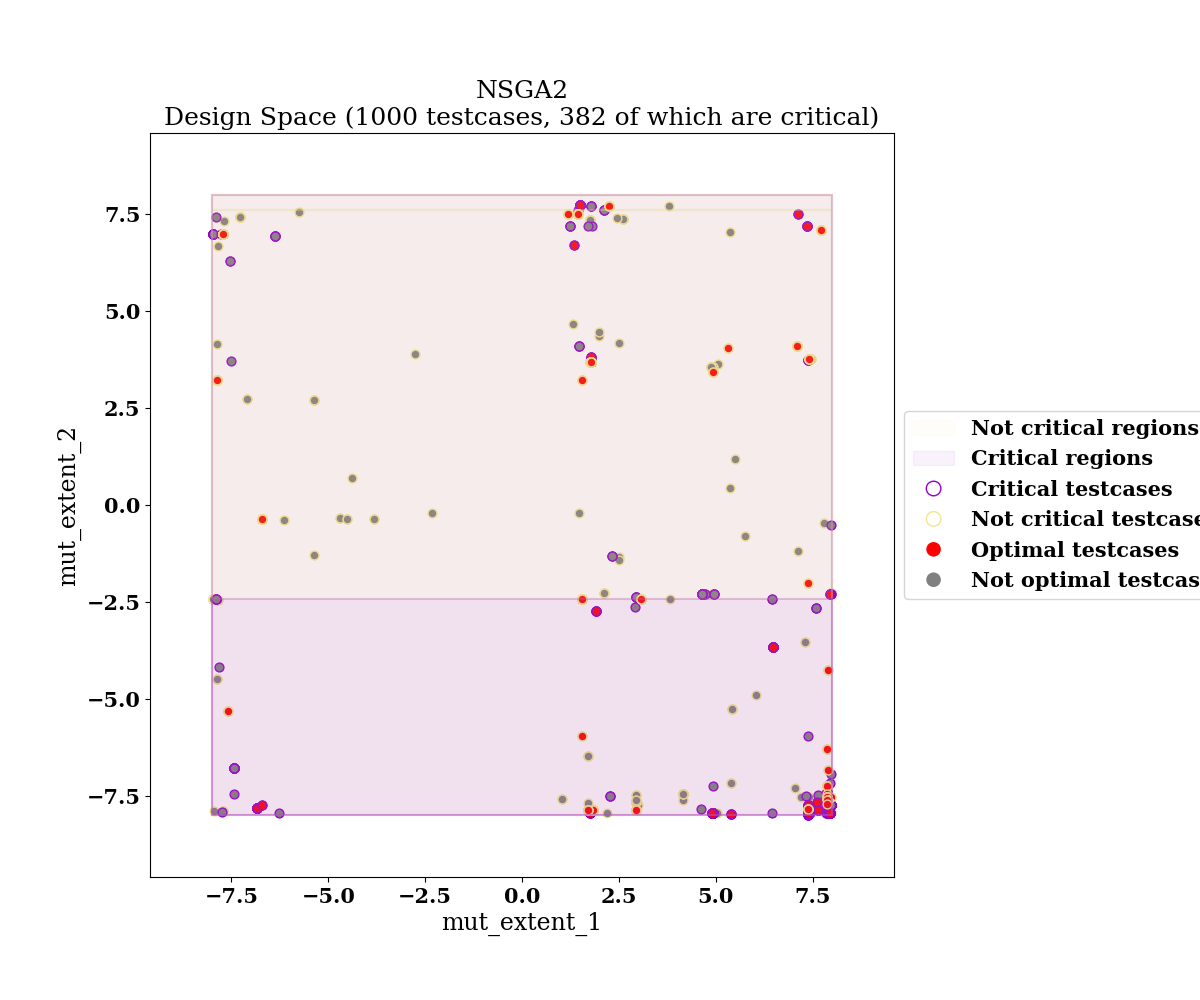 NSGA2
Design Space (1000 testcases, 382 of which are critical)
7.5
5.0
2.5
0.0
−2.5
−5.0
−7.5
mut_extent_2
−7.5 −5.0 −2.5 0.0 2.5 5.0 7.5
mut_extent_1
Not critical regions
Critical regions
Critical testcases
Not critical testcase
Optimal testcases
Not optimal testcas